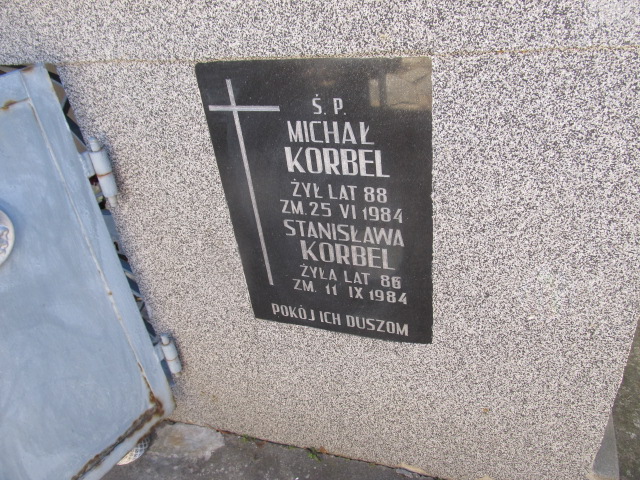 Ś. P.
MICHAŁ
KORBEL
ŻYŁ LAT 88
ZM. 25 VI 1984
STANISŁAWA
KORBEL
ŻYŁA LAT 86
ZM. 11 IX 1984
POKÓJ ICH DUSZOM